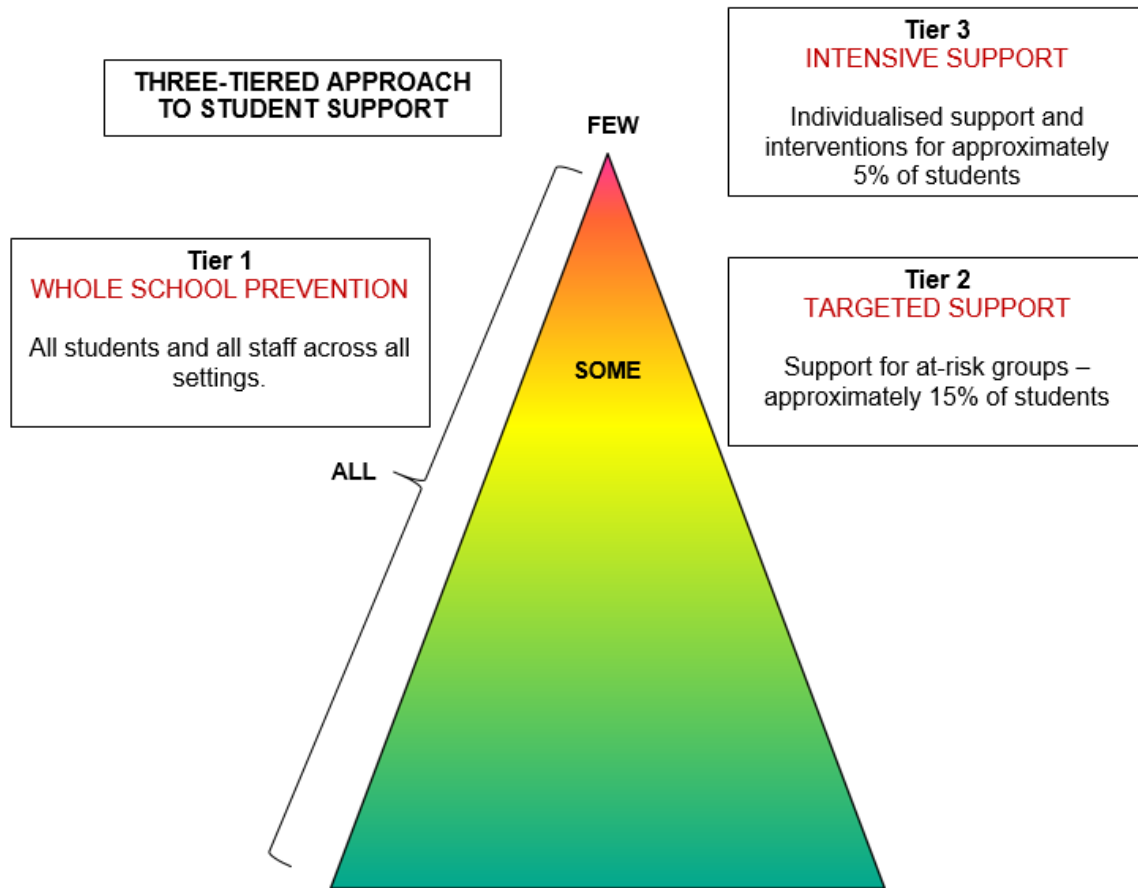 THREE-TIERED APPROACH
TO STUDENT SUPPORT
Tier 3
INTENSIVE SUPPORT
Individualised support and
interventions for approximately
5% of students
FEW
Tier 1
WHOLE SCHOOL PREVENTION
All students and all staff across all
settings.
Tier 2
TARGETED SUPPORT
Support for at-risk groups –
approximately 15% of students
SOME
ALL